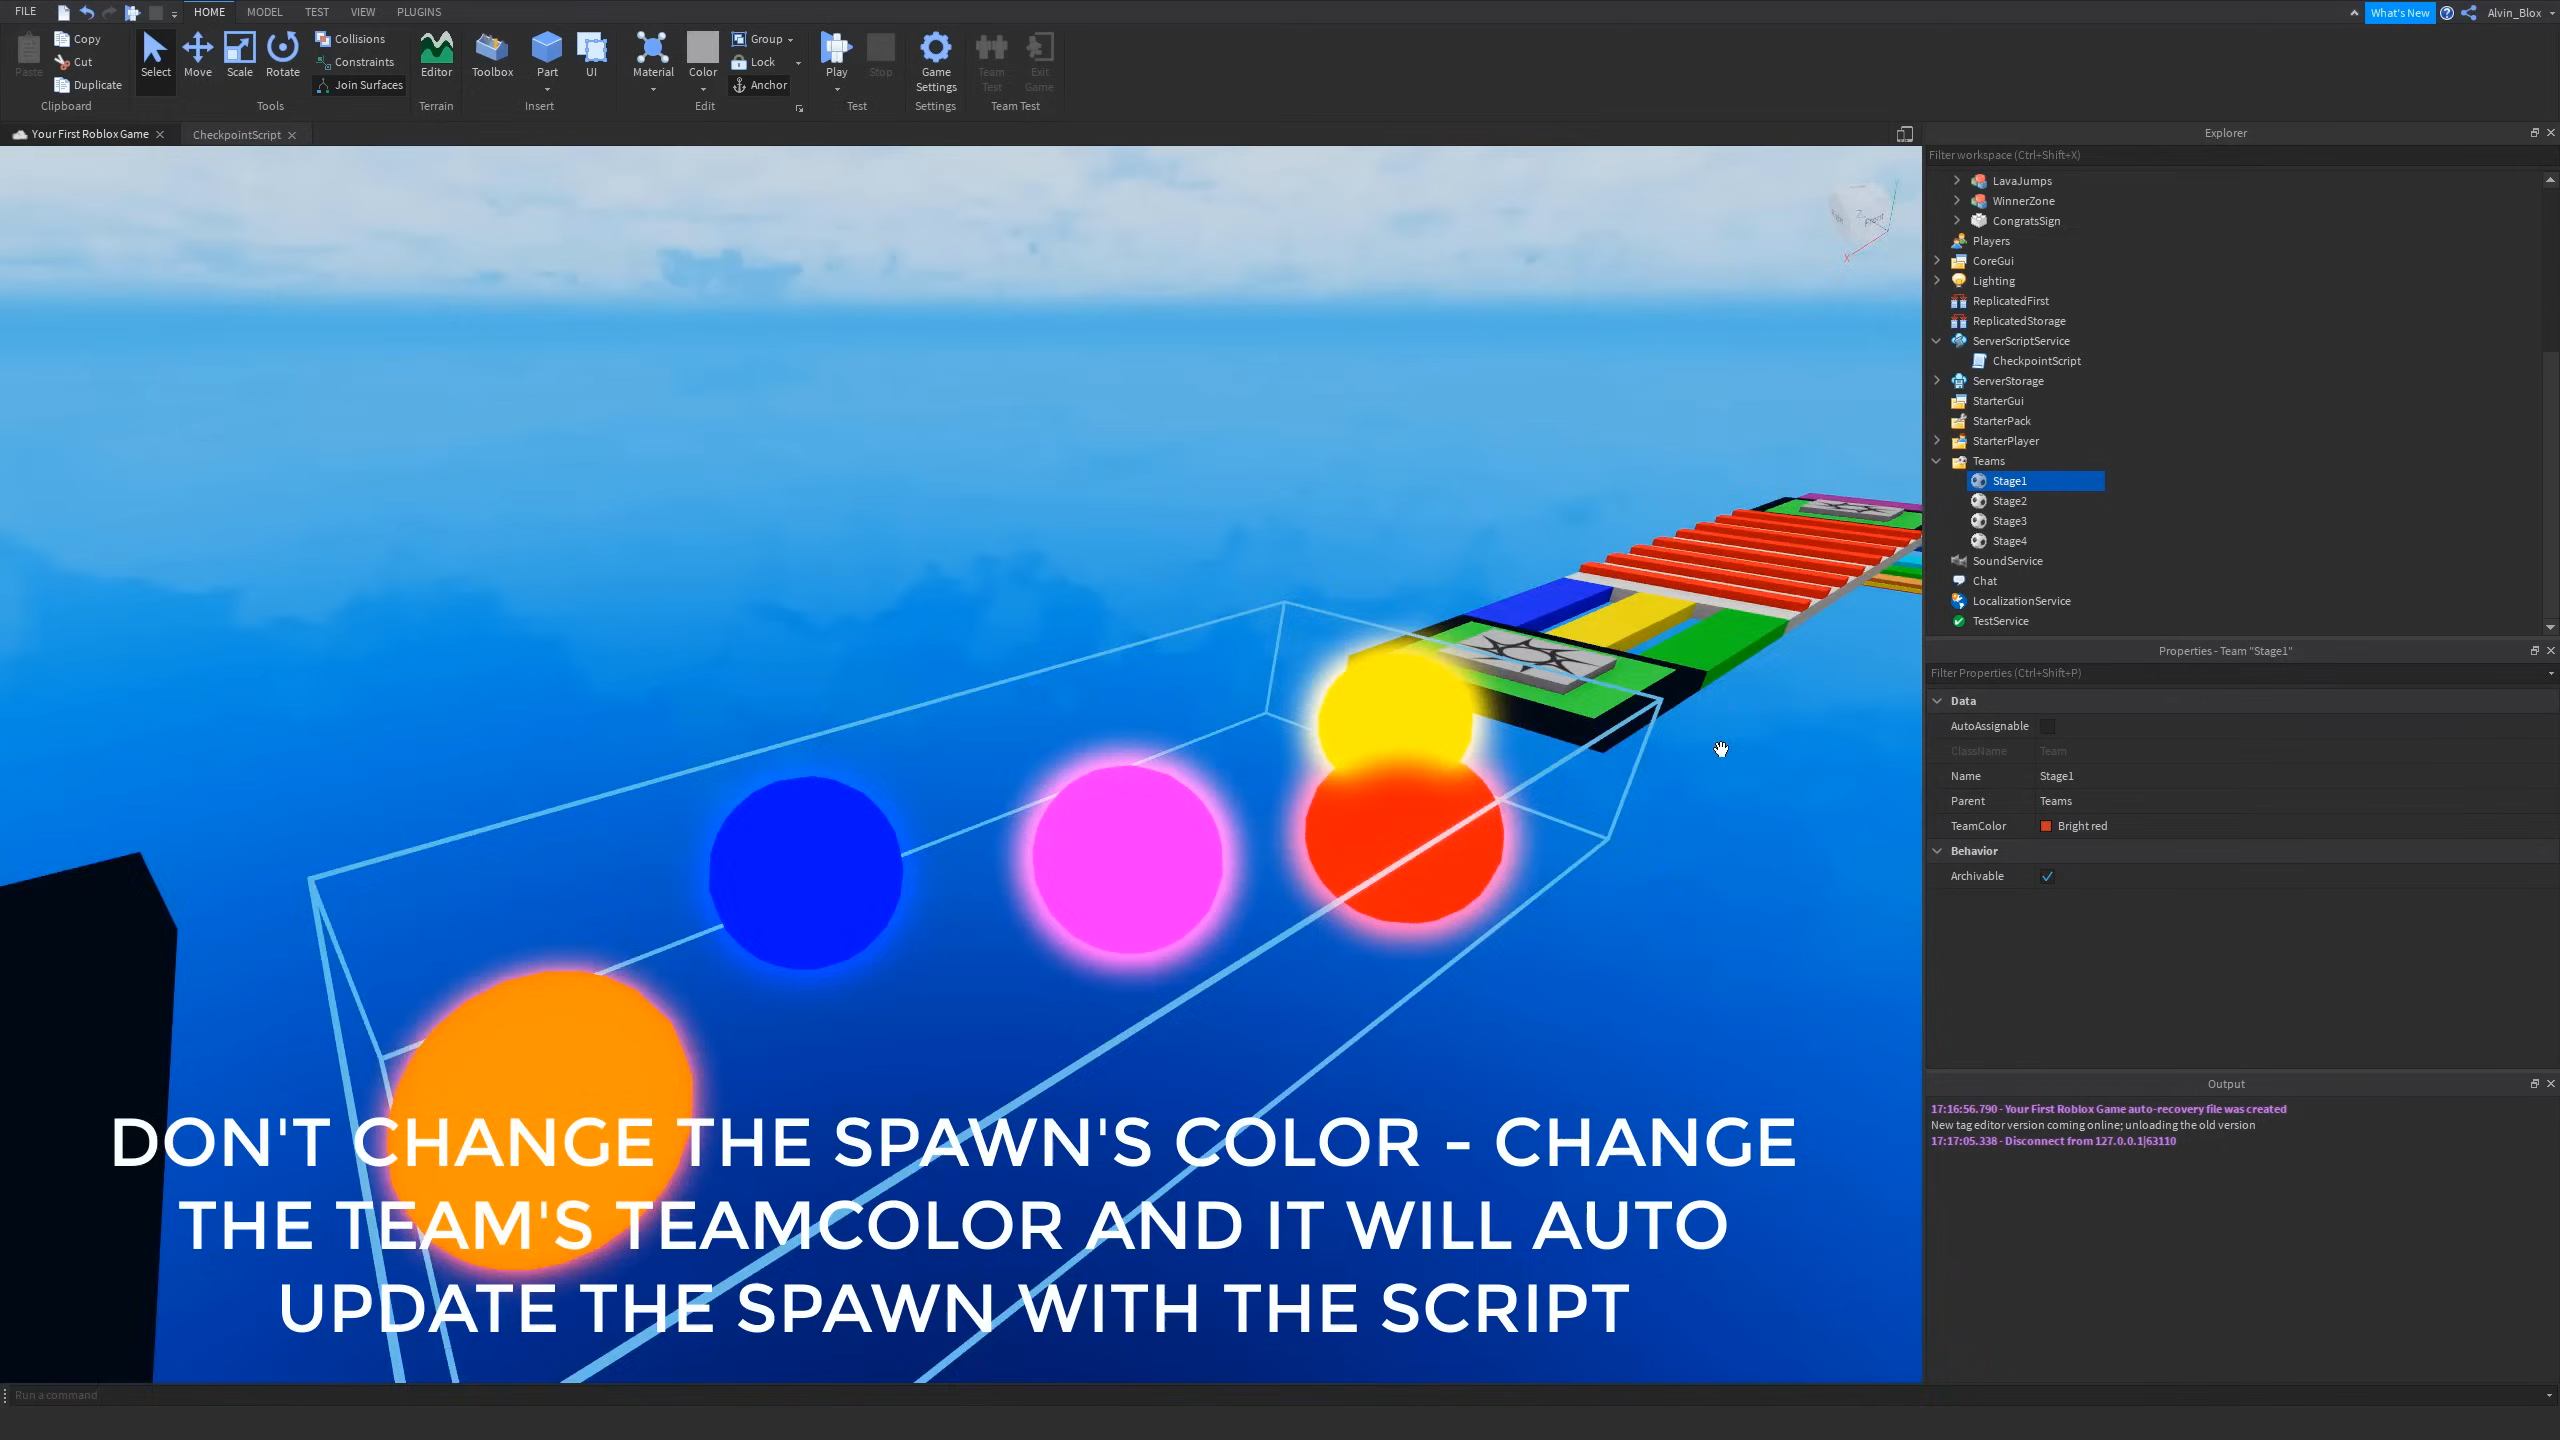 FILE
HOME
MODEL
TEST
VIEW
PLUGINS
What's New
Alvin_Blox
Paste
Copy
Cut
Duplicate
Clipboard
Select
Move
Scale
Rotate
Collisions
Constraints
Join Surfaces
Tools
Editor
Terrain
Toolbox
Part
UI
Insert
Material
Color
Group
Lock
Anchor
Edit
Play
Stop
Test
Game
Settings
Settings
Team
Test
Exit
Game
Team Test
Your First Roblox Game
CheckpointScript
Front
X
DON'T CHANGE THE SPAWN'S COLOR - CHANGE
THE TEAM'S TEAMCOLOR AND IT WILL AUTO
UPDATE THE SPAWN WITH THE SCRIPT
Run a command
Explorer
Filter workspace (Ctrl+Shift+X)
LavaJumps
WinnerZone
CongratsSign
Players
CoreGui
Lighting
ReplicatedFirst
ReplicatedStorage
ServerScriptService
CheckpointScript
ServerStorage
StarterGui
StarterPack
StarterPlayer
Teams
Stage1
Stage2
Stage3
Stage4
SoundService
Chat
LocalizationService
TestService
Properties - Team "Stage1"
Filter Properties (Ctrl+Shift+P)
Data
AutoAssignable
ClassName Team
Name Stage1
Parent Teams
TeamColor Bright red
Behavior
Archivable
Output
17:16:56.790 - Your First Roblox Game auto-recovery file was created
New tag editor version coming online; unloading the old version
17:17:05.338 - Disconnect from 127.0.0.1|63110